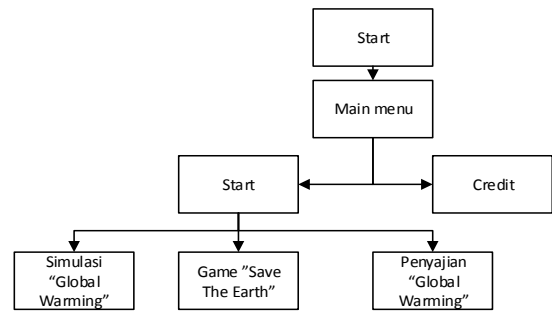 Start
Main menu
Start
Credit
Simulasi
“Global
Warming”
Game ”Save
The Earth”
Penyajian
“Global
Warming”